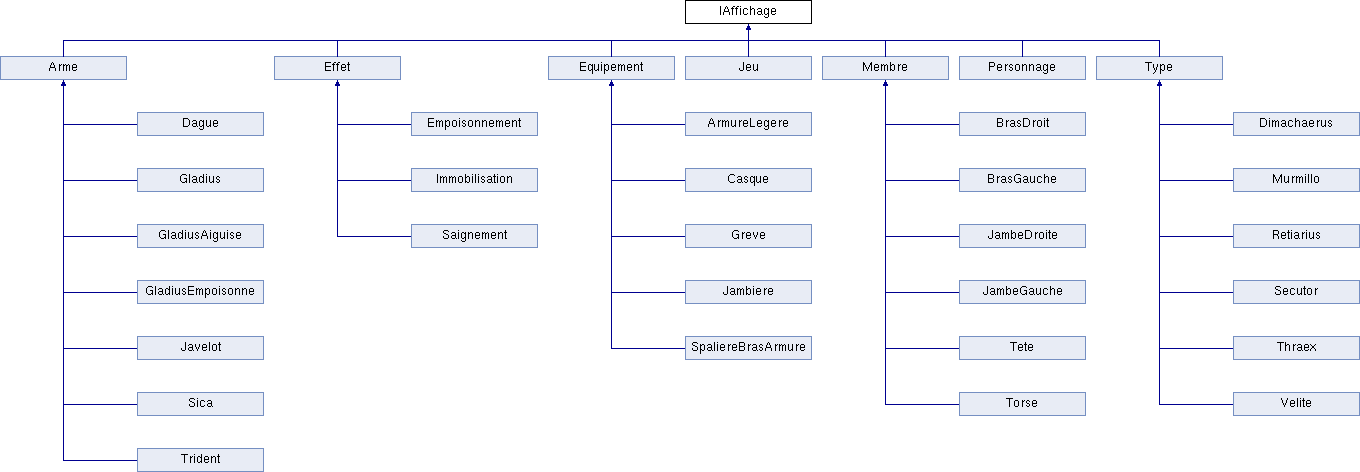 IAffichage
Arme
Effet
Equipement
Jeu
Membre
Personnage
Type
Dague
Empoisonnement
ArmureLegere
BrasDroit
Dimachaerus
Gladius
Immobilisation
Casque
BrasGauche
Murmillo
GladiusAiguise
Saignement
Greve
JambeDroite
Retiarius
GladiusEmpoisonne
Jambiere
JambeGauche
Secutor
Javelot
SpaliereBrasArmure
Tete
Thraex
Sica
Torse
Velite
Trident